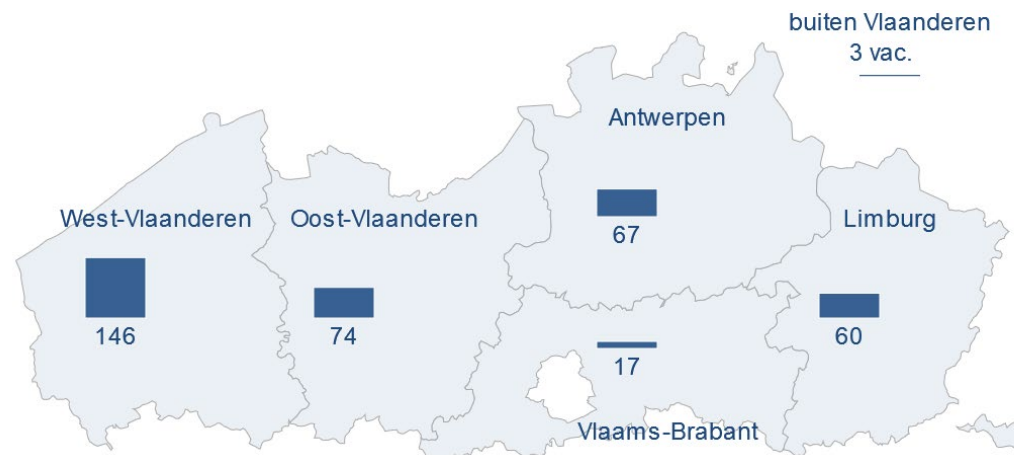 buiten Vlaanderen
3 vac.
Antwerpen
67
West-Vlaanderen
146
Oost-Vlaanderen
74
Limburg
60
17
Vlaams-Brabant